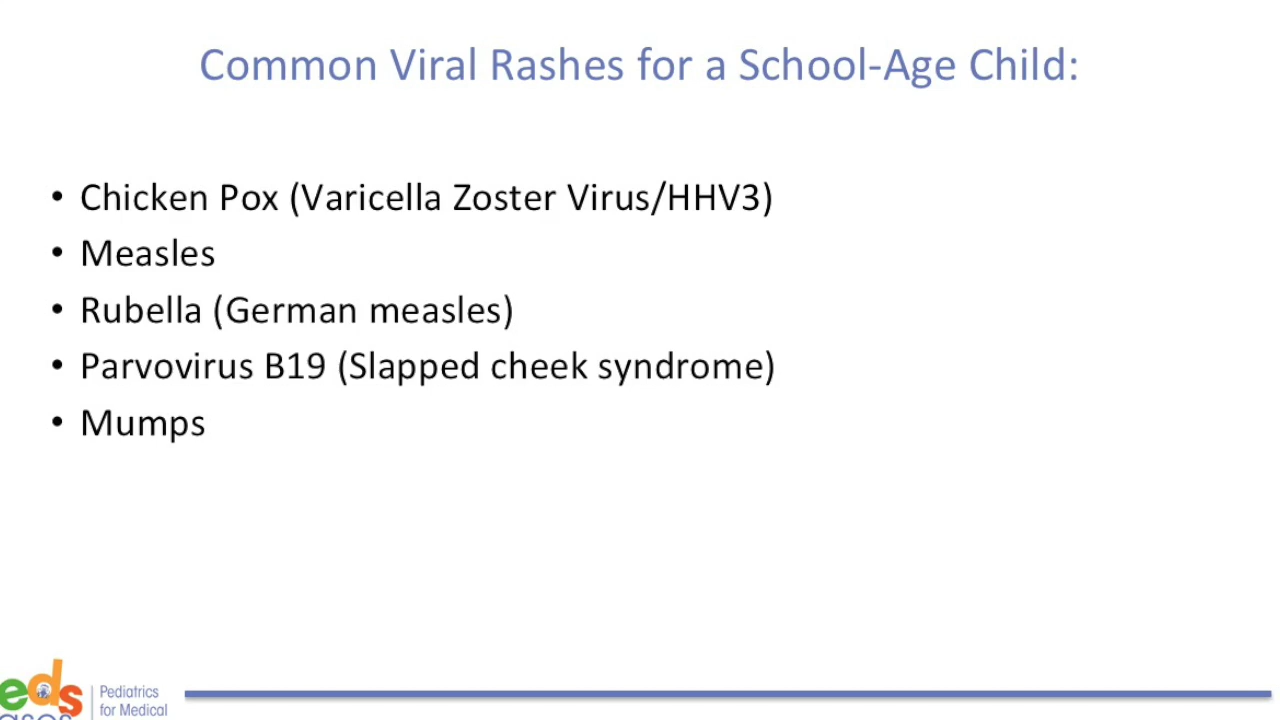 Common Viral Rashes for a School-Age Child:
• Chicken Pox (Varicella Zoster Virus/HHV3)
• Measles
• Rubella (German measles)
• Parvovirus B19 (Slapped cheek syndrome)
• Mumps
eds
Pediatrics
for Medical